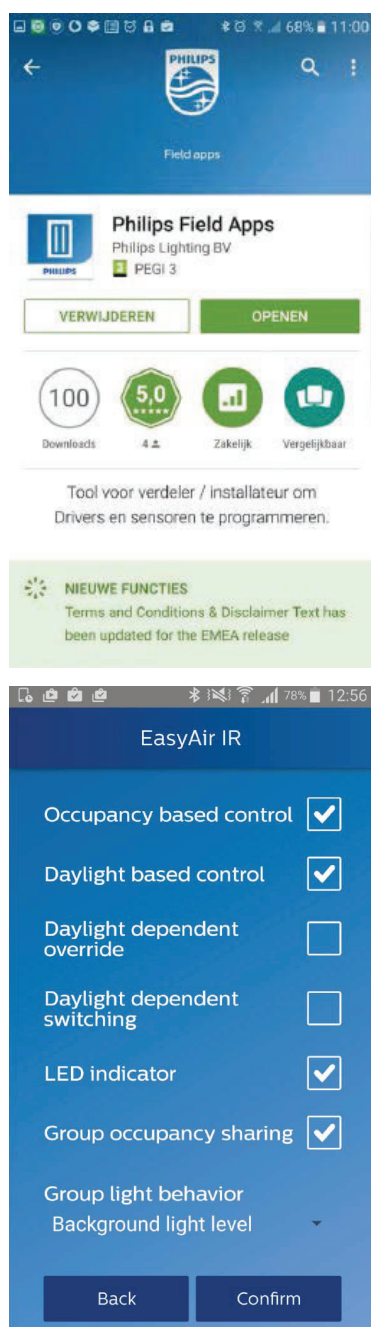 68% 11:00
PHILIPS
Field apps
PHILIPS
Philips Field Apps
Philips Lighting BV
3 PEGI 3
VERWIJDEREN
OPENEN
100
5,0
Downloads
4
Zakelijk
Vergelijkbaar
Tool voor verdeler / installateur om
Drivers en sensoren te programmeren.
NIEUWE FUNCTIES
Terms and Conditions & Disclaimer Text has
been updated for the EMEA release
78% 12:56
EasyAir IR
Occupancy based control
Daylight based control
Daylight dependent
override
Daylight dependent
switching
LED indicator
Group occupancy sharing
Group light behavior
Background light level
Back
Confirm